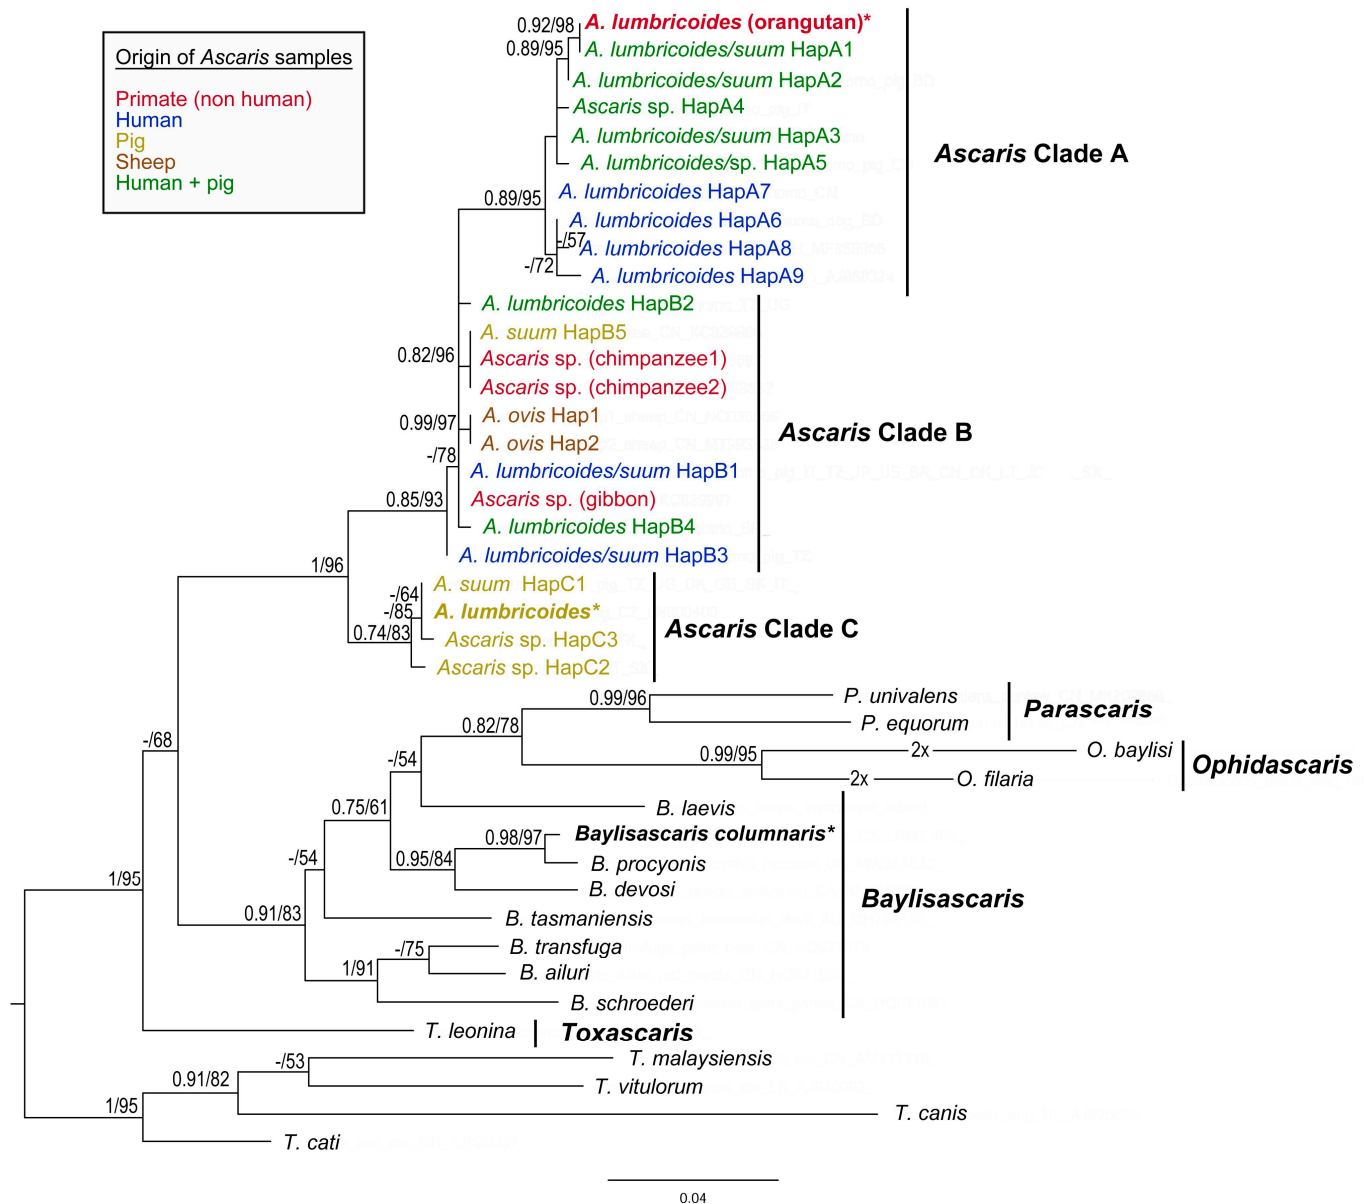 Origin of Ascaris samples
Primate (non human)
Human
Pig
Sheep
Human + pig
0.92/98
A. lumbricoides (orangutan)*
0.89/95
A. lumbricoides/suum HapA1
A. lumbricoides/suum HapA2
Ascaris sp. HapA4
A. lumbricoides/suum HapA3
Ascaris Clade A
A. lumbricoides/sp. HapA5
0.89/95
A. lumbricoides HapA7
A. lumbricoides HapA6
-/57
A. lumbricoides HapA8
-/72
A. lumbricoides HapA9
A. lumbricoides HapB2
A. suum HapB5
0.82/96
Ascaris sp. (chimpanzee1)
Ascaris sp. (chimpanzee2)
A. ovis Hap1
0.99/97
Ascaris Clade B
A. ovis Hap2
-/78
A. lumbricoides/suum HapB1
0.85/93
Ascaris sp. (gibbon)
A. lumbricoides HapB4
A. lumbricoides/suum HapB3
1/96
A. suum HapC1
-/64
-/85
A. lumbricoides*
Ascaris Clade C
0.74/83
Ascaris sp. HapC3
Ascaris sp. HapC2
0.99/96
P. univalens
Parascaris
P. equorum
0.82/78
-/68
0.99/95
2x
O. baylisi
Ophidascaris
-/54
2x
O. filaria
0.75/61
B. laevis
0.98/97
Baylisascaris columnaris*
-/54
0.95/84
B. procyonis
1/95
B. devosi
Baylisascaris
0.91/83
B. tasmaniensis
-/75
B. transfuga
1/91
B. ailuri
B. schroederi
T. leonina
Toxascaris
-/53
T. malaysiensis
0.91/82
T. vitulorum
1/95
T. canis
T. cati
0.04